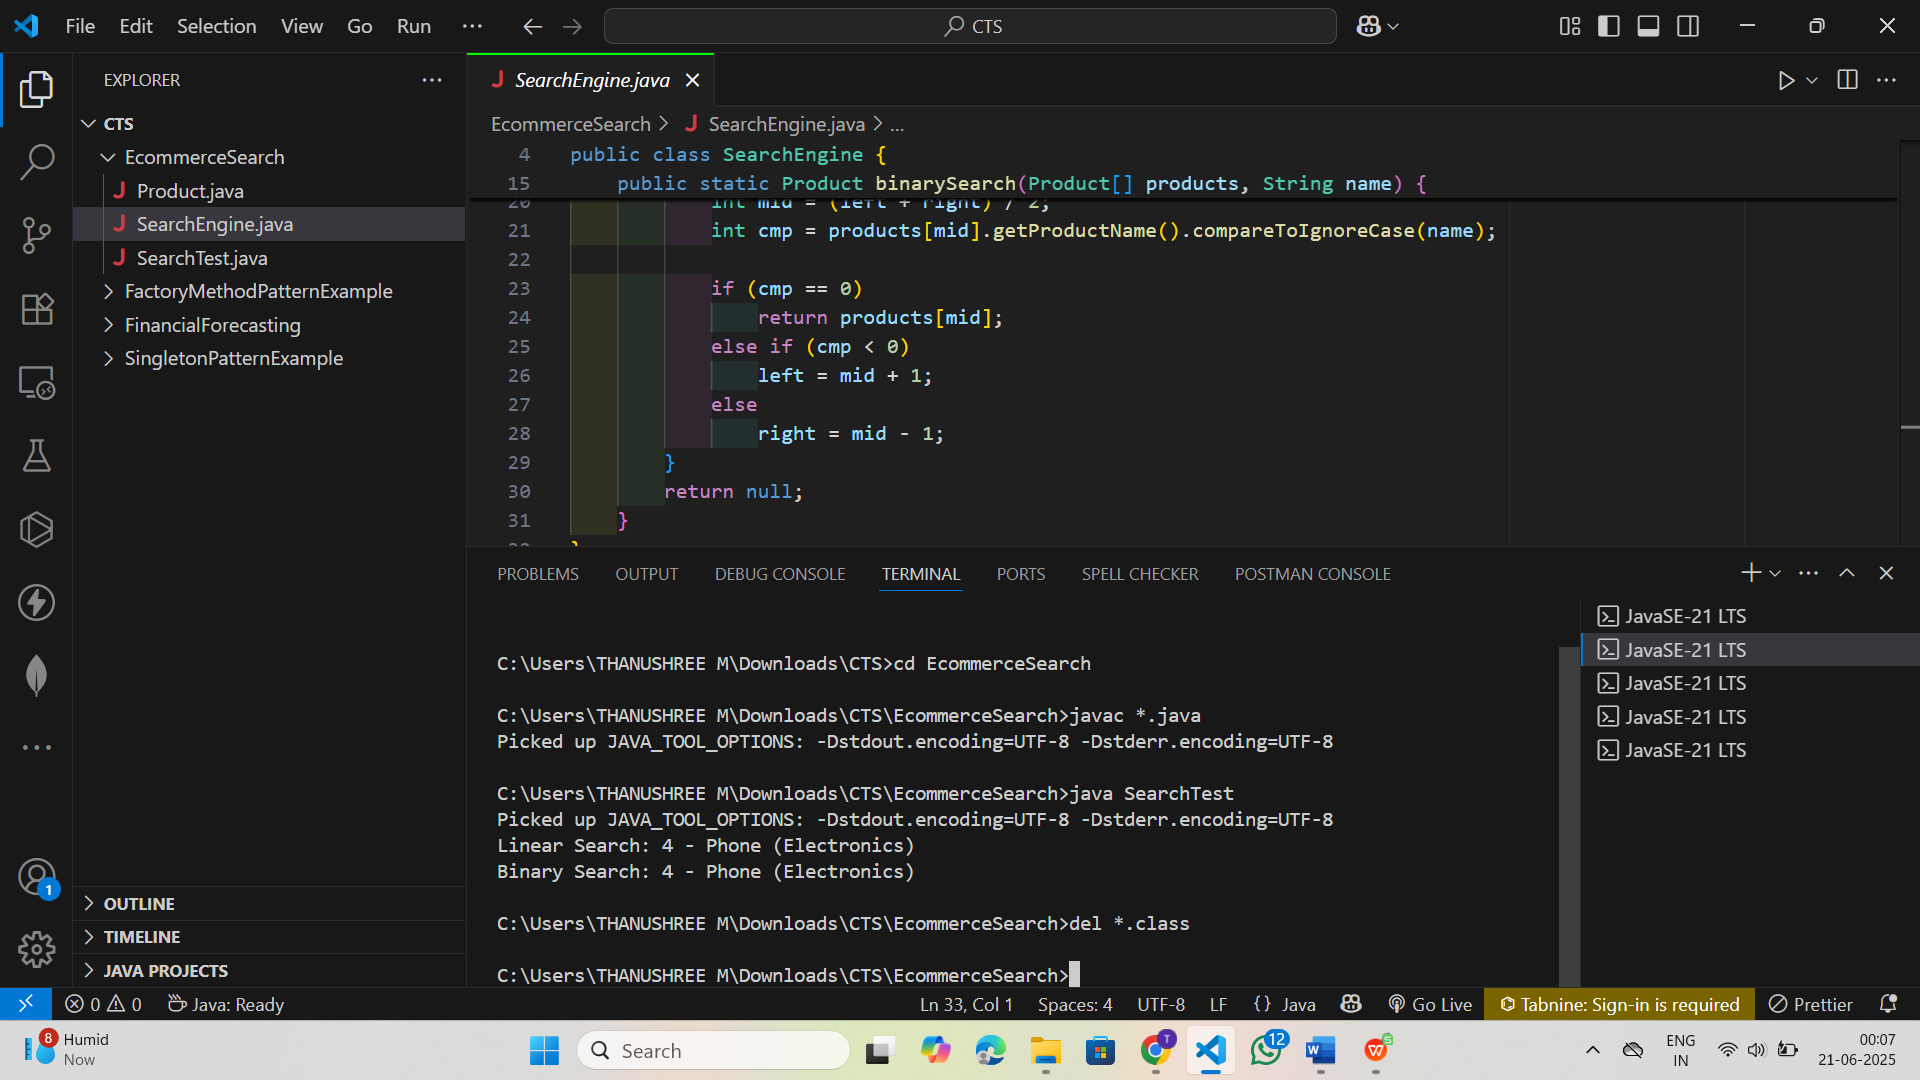 File Edit Selection View Go Run ···
CTS
EXPLORER
CTS
EcommerceSearch
J Product.java
J SearchEngine.java
J SearchTest.java
FactoryMethodPatternExample
FinancialForecasting
SingletonPatternExample
OUTLINE
TIMELINE
JAVA PROJECTS
1
J SearchEngine.java
EcommerceSearch > J SearchEngine.java > ...
4 public class SearchEngine {
15 public static Product binarySearch(Product[] products, String name) {
20 int mid = (left + right) / 2;
21 int cmp = products[mid].getProductName().compareToIgnoreCase(name);
22
23 if (cmp == 0)
24 return products[mid];
25 else if (cmp < 0)
26 left = mid + 1;
27 else
28 right = mid - 1;
29 }
30 return null;
31 }
PROBLEMS OUTPUT DEBUG CONSOLE TERMINAL PORTS SPELL CHECKER POSTMAN CONSOLE
C:\Users\THANUSHREE M\Downloads\CTS>cd EcommerceSearch
C:\Users\THANUSHREE M\Downloads\CTS\EcommerceSearch>javac *.java
Picked up JAVA_TOOL_OPTIONS: -Dstdout.encoding=UTF-8 -Dstderr.encoding=UTF-8
C:\Users\THANUSHREE M\Downloads\CTS\EcommerceSearch>java SearchTest
Picked up JAVA_TOOL_OPTIONS: -Dstdout.encoding=UTF-8 -Dstderr.encoding=UTF-8
Linear Search: 4 - Phone (Electronics)
Binary Search: 4 - Phone (Electronics)
C:\Users\THANUSHREE M\Downloads\CTS\EcommerceSearch>del *.class
C:\Users\THANUSHREE M\Downloads\CTS\EcommerceSearch>
JavaSE-21 LTS
JavaSE-21 LTS
JavaSE-21 LTS
JavaSE-21 LTS
JavaSE-21 LTS
0 0 Java: Ready Ln 33, Col 1 Spaces: 4 UTF-8 LF {} Java Go Live Tabnine: Sign-in is required Prettier
8 Humid
Now
Search
T
12
W
W
S
ENG
IN
00:07
21-06-2025